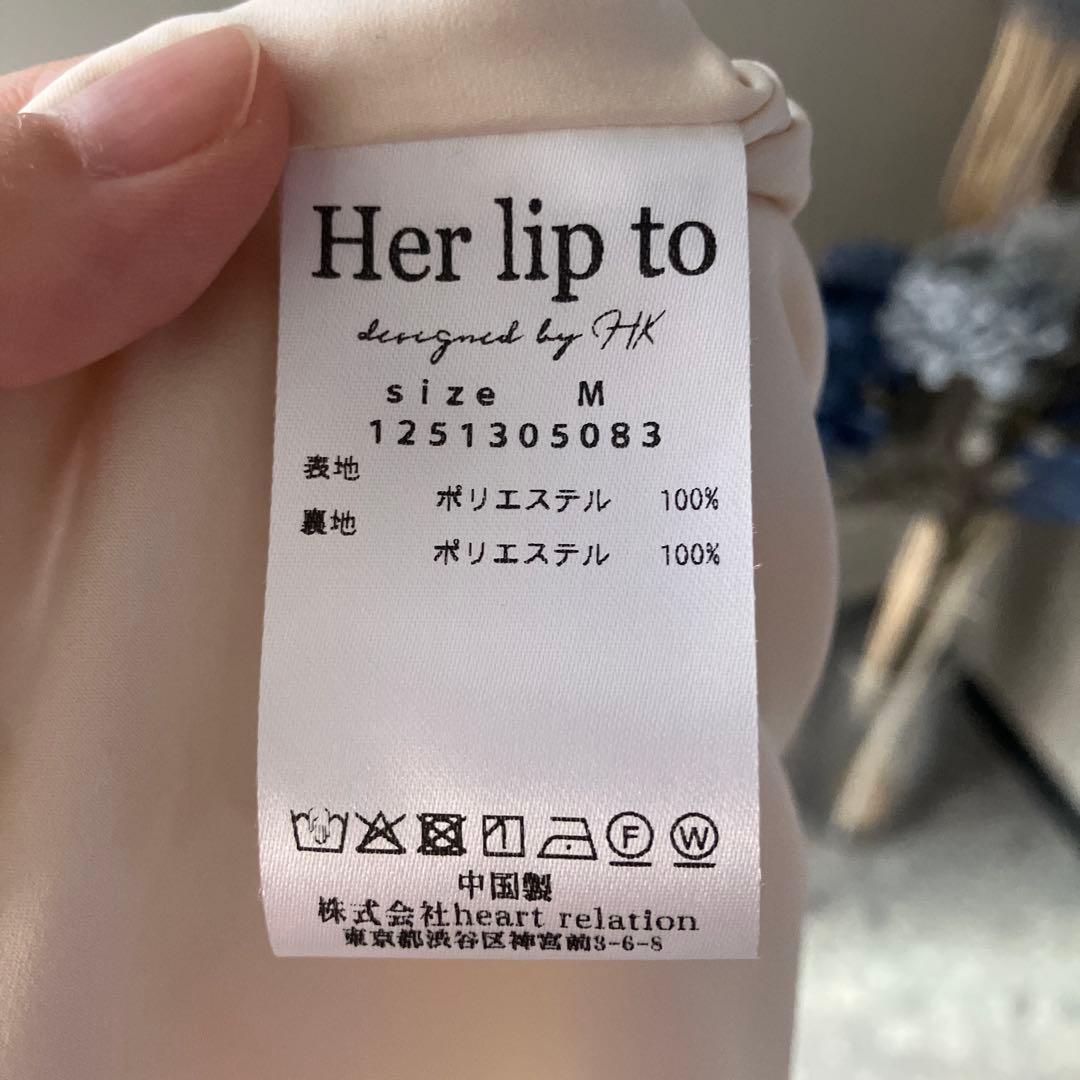 Her lip to
designed by HK
size M
1251305083
表地
ポリエステル 100%
裏地
ポリエステル 100%
F W
中国製
株式会社heart relation
東京都渋谷区神宮前3-6-8